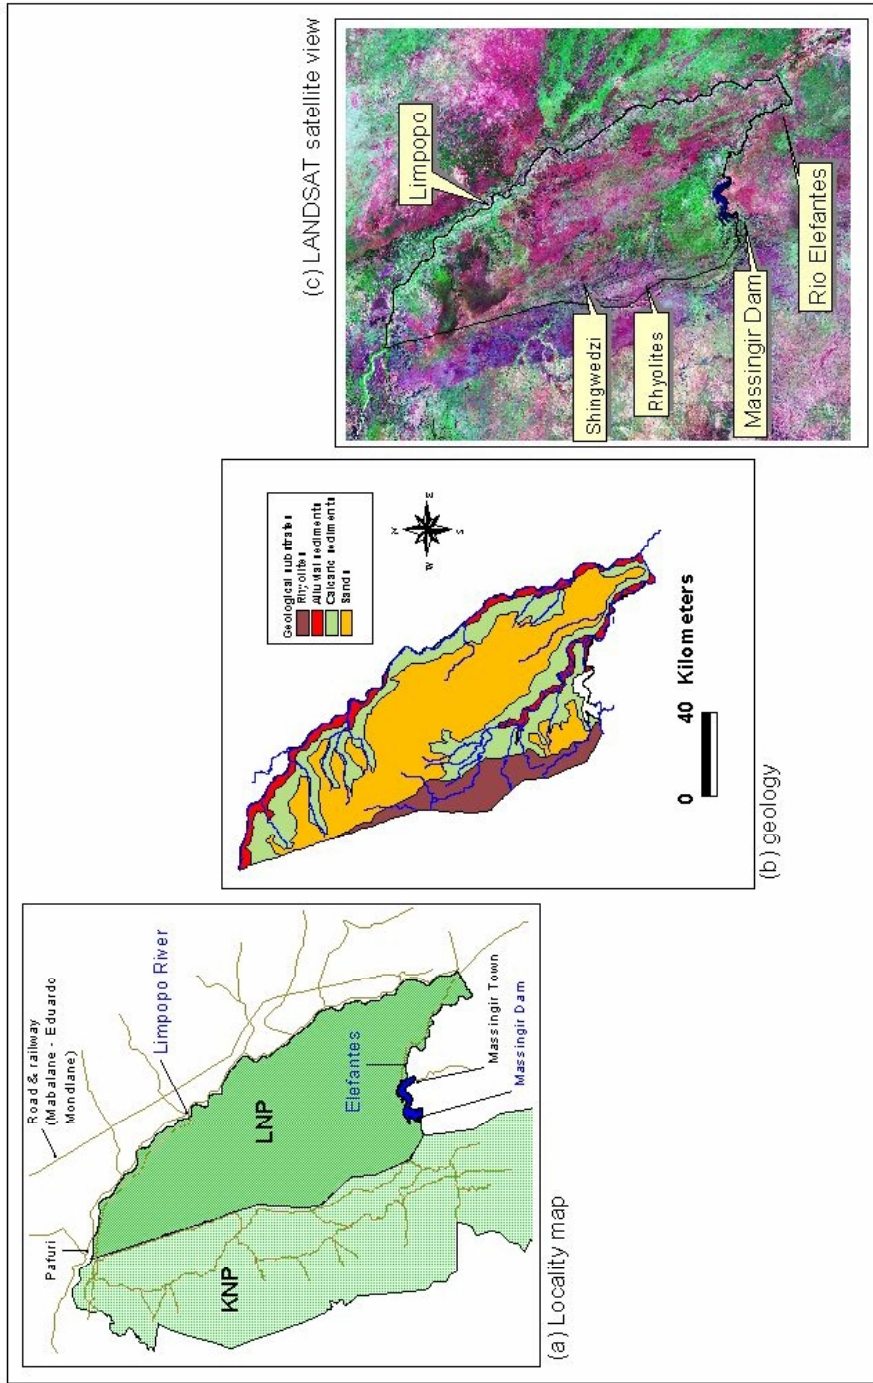 (a) Locality map
Pafuri
Road & railway
(Mabalane - Eduardo
Mondlane)
Limpopo River
KNP
LNP
Elefantes
Massingir Town
Massingir Dam
(b) geology
Geological substrates
Rhyolites
Alluvial sediments
Calcaric sediments
Sands
N
W
E
S
0
40 Kilometers
(c) LANDSAT satellite view
Limpopo
Shingwedzi
Rhyolites
Massingir Dam
Rio Elefantes